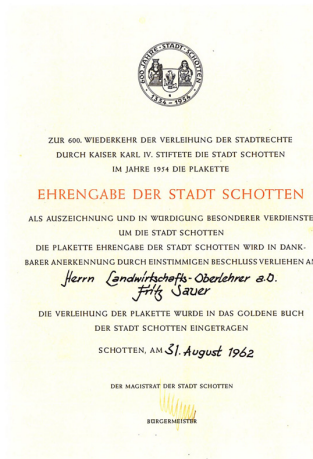 600 JAHRE · STADT · SCHOTTEN
· 1354 - 1954 ·
ZUR 600. WIEDERKEHR DER VERLEIHUNG DER STADTRECHTE
DURCH KAISER KARL IV. STIFTETE DIE STADT SCHOTTEN
IM JAHRE 1954 DIE PLAKETTE
EHRENGABE DER STADT SCHOTTEN
ALS AUSZEICHNUNG UND IN WÜRDIGUNG BESONDERER VERDIENSTE
UM DIE STADT SCHOTTEN
DIE PLAKETTE EHRENGABE DER STADT SCHOTTEN WIRD IN DANK-
BARER ANERKENNUNG DURCH EINSTIMMIGEN BESCHLUSS VERLIEHEN AN
Herrn Landwirtschafts-Oberlehrer a.D.
Fritz Sauer
DIE VERLEIHUNG DER PLAKETTE WURDE IN DAS GOLDENE BUCH
DER STADT SCHOTTEN EINGETRAGEN
SCHOTTEN, AM 31. August 1962
DER MAGISTRAT DER STADT SCHOTTEN
BÜRGERMEISTER